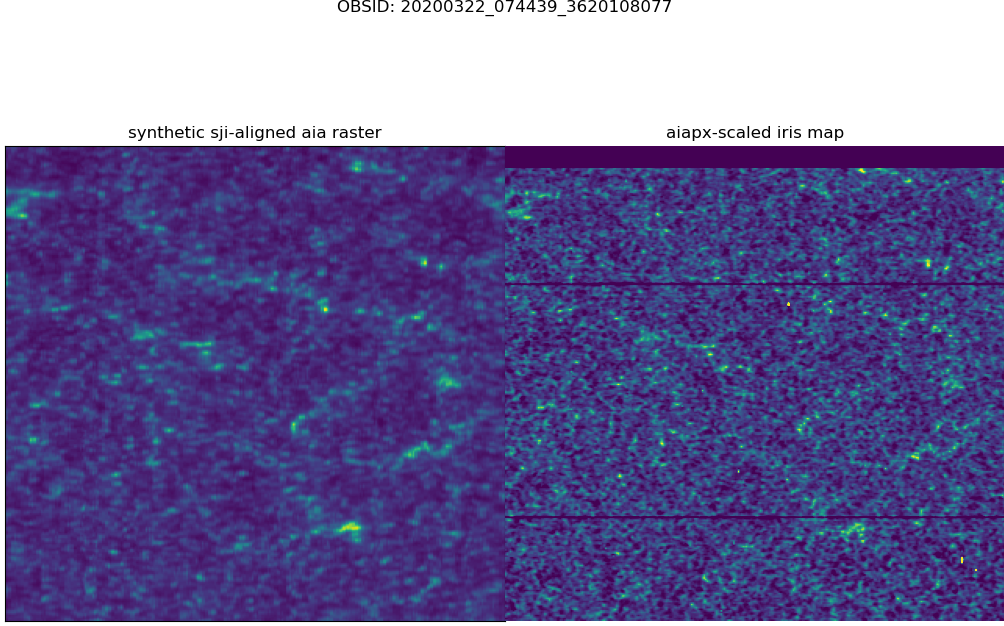 OBSID: 20200322_074439_3620108077
synthetic sji-aligned aia raster
aiapx-scaled iris map